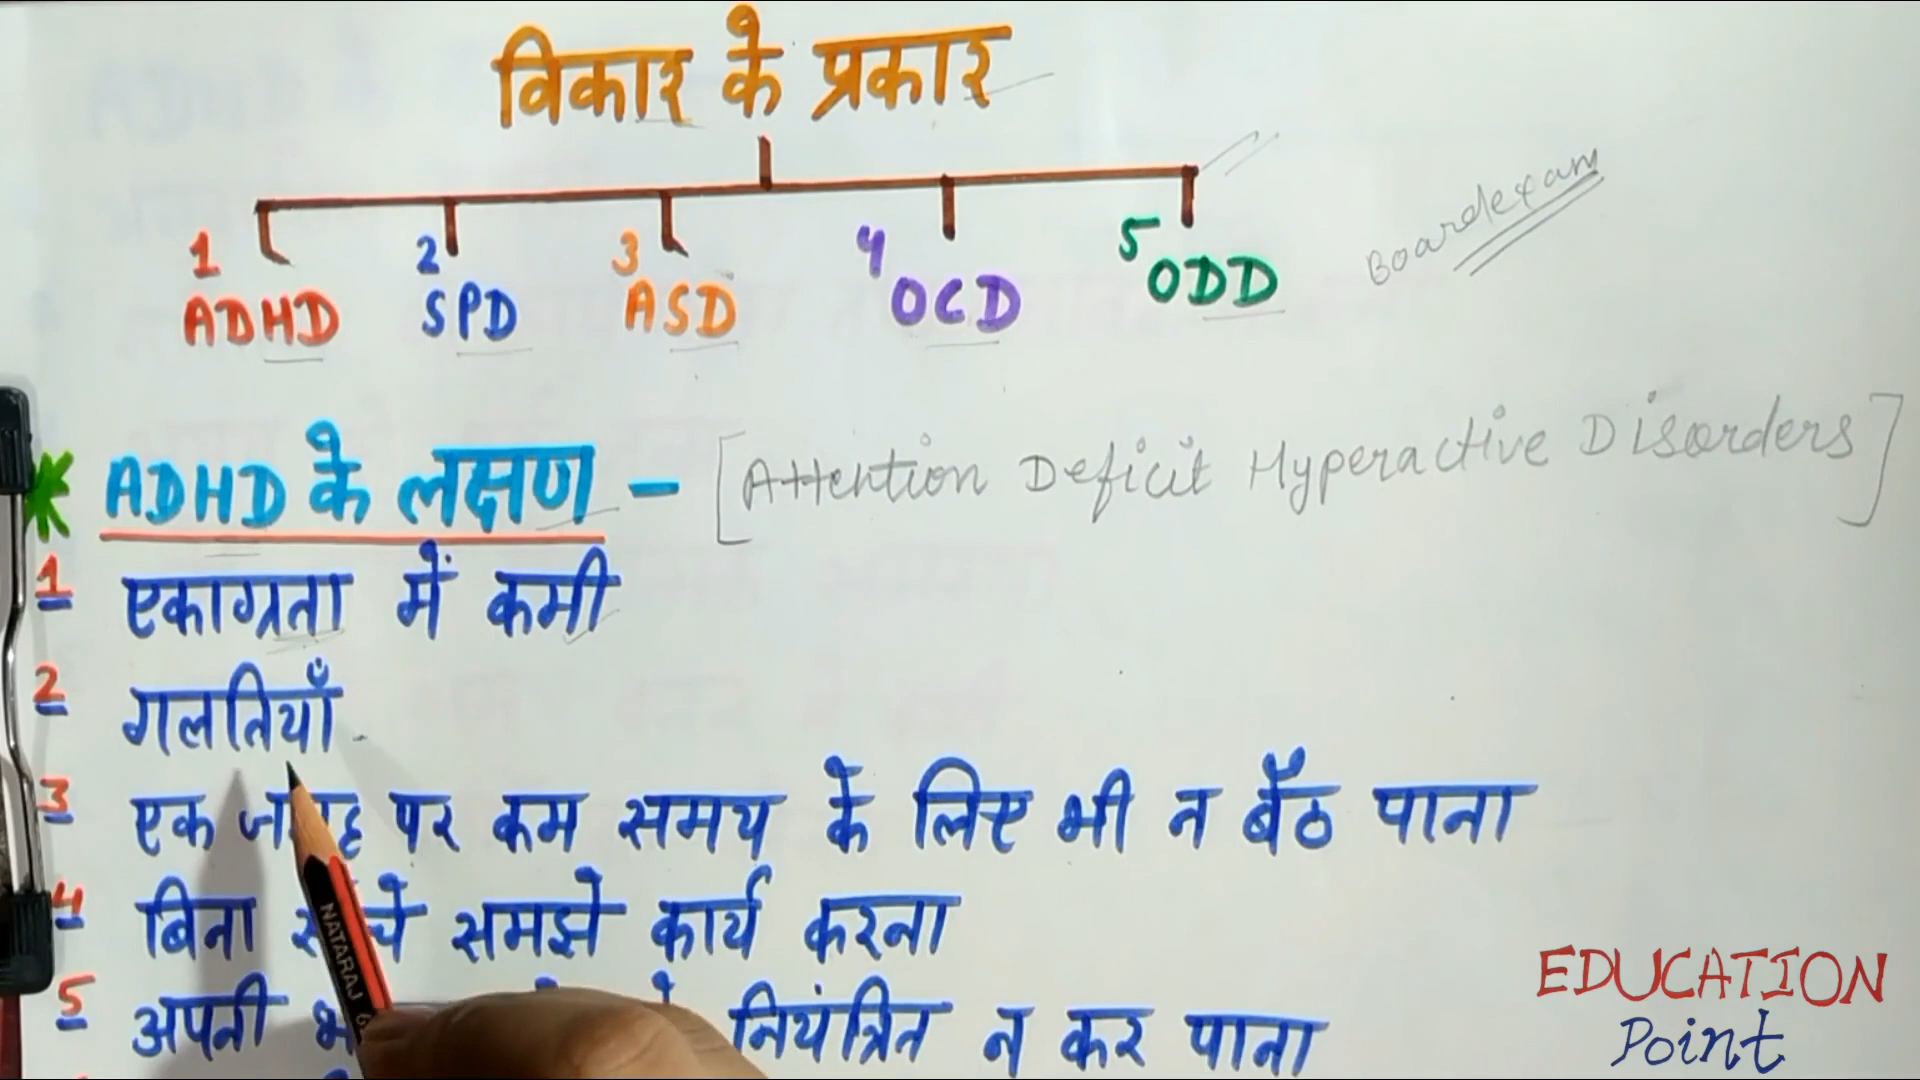 विकार के प्रकार
1 2 3 4 5
ADHD SPD ASD OCD ODD
Board exam
* ADHD के लक्षण – [Attention Deficit Hyperactive Disorders]
1 एकाग्रता में कमी
2 गलतियाँ
3 एक पर कम समय के लिए भी न बैठ पाना
4 बिना समझे कार्य करना
5 अपनी नियंत्रित न कर पाना
NATARAJ
EDUCATION
Point